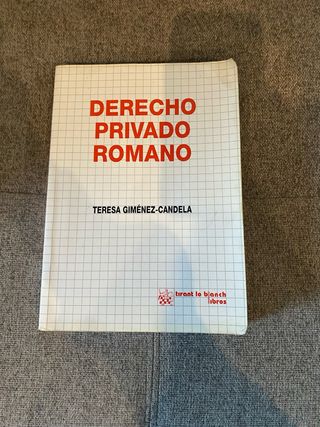 DERECHO
PRIVADO
ROMANO
TERESA GIMÉNEZ-CANDELA
tirant lo blanch
libros